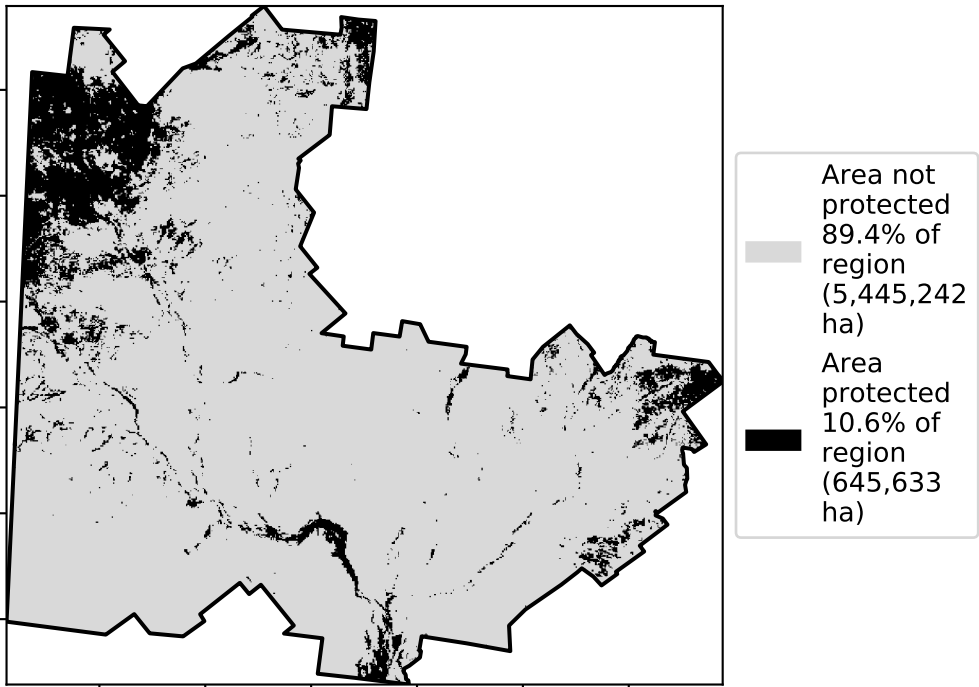 Area not
protected
89.4% of
region
(5,445,242
ha)
Area
protected
10.6% of
region
(645,633
ha)